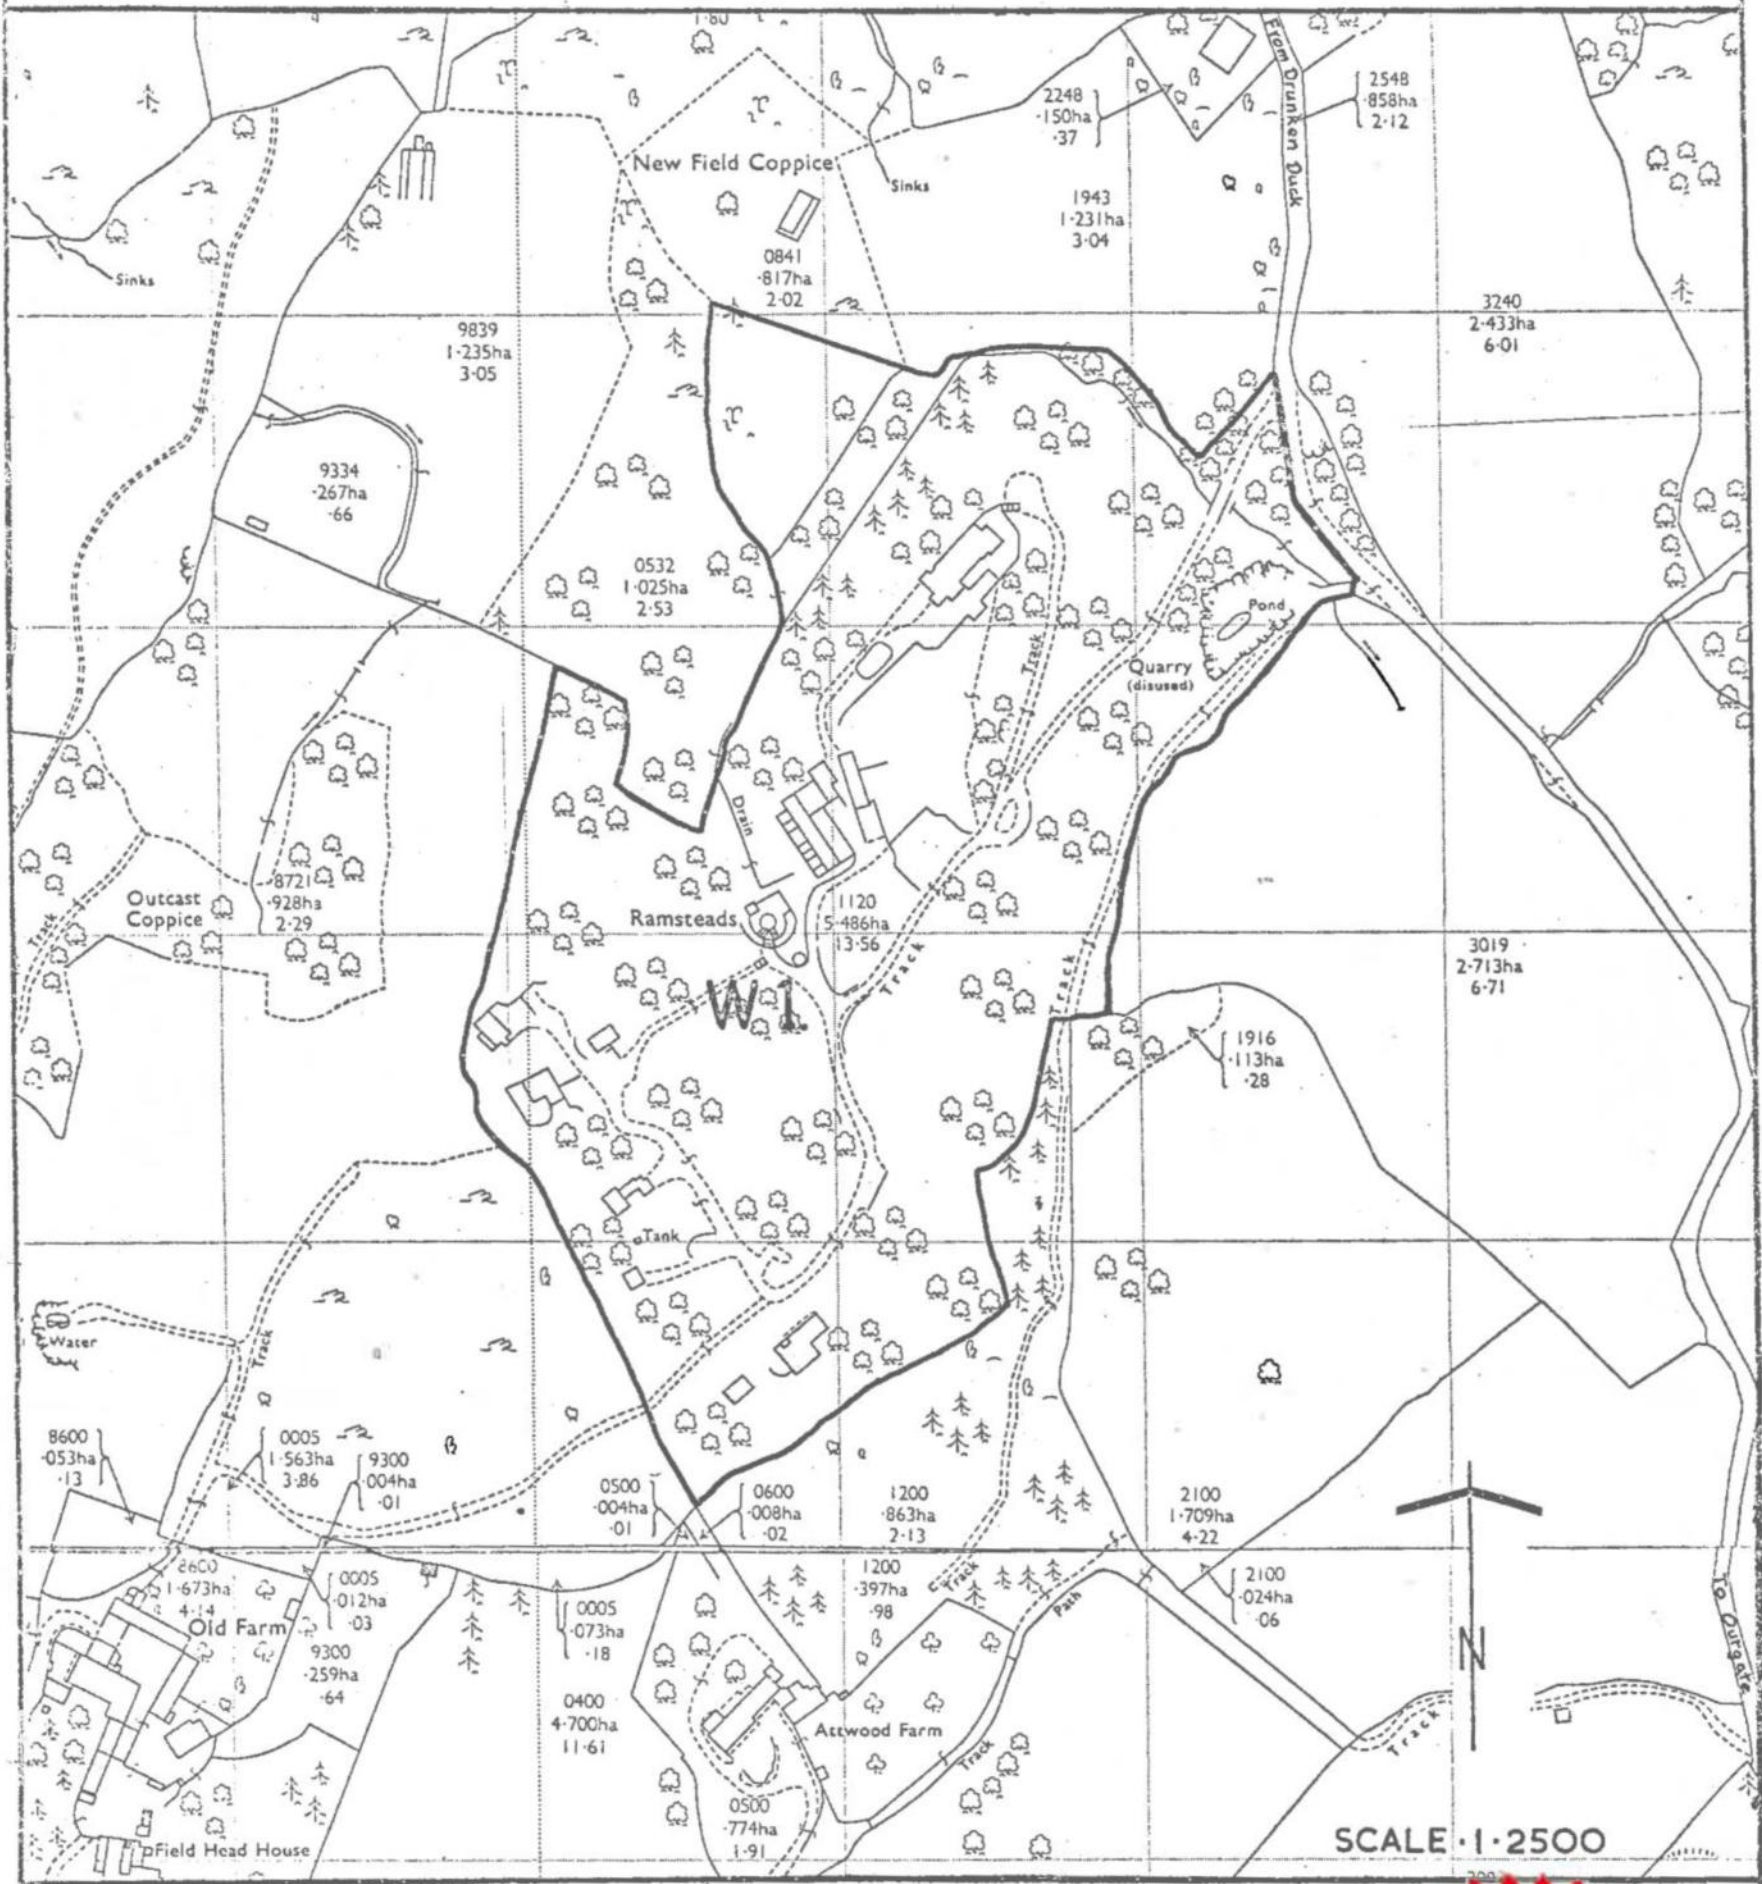 1·80
From Drunken Duck
2248
·150ha
·37
2548
·858ha
2·12
New Field Coppice
Sinks
1943
1·231ha
3·04
Sinks
0841
·817ha
2·02
3240
2·433ha
6·01
9839
1·235ha
3·05
9334
·267ha
·66
0532
1·025ha
2·53
Pond
Track
Quarry
(disused)
Drain
Outcast
Coppice
8721
·928ha
2·29
Track
Ramsteads
1120
5·486ha
13·56
Track
3019
2·713ha
6·71
Track
W1.
1916
·113ha
·28
Tank
Water
Track
8600
·053ha
·13
0005
1·563ha
3·86
9300
·004ha
·01
0500
·004ha
·01
0600
·008ha
·02
1200
·863ha
2·13
2100
1·709ha
4·22
2600
1·673ha
4·14
Old Farm
0005
·012ha
·03
9300
·259ha
·64
0005
·073ha
·18
1200
·397ha
·98
Track
Path
2100
·024ha
·06
N
To Ourgate
0400
4·700ha
11·61
Attwood Farm
Track
Track
0500
·774ha
1·91
Field Head House
SCALE·1·2500